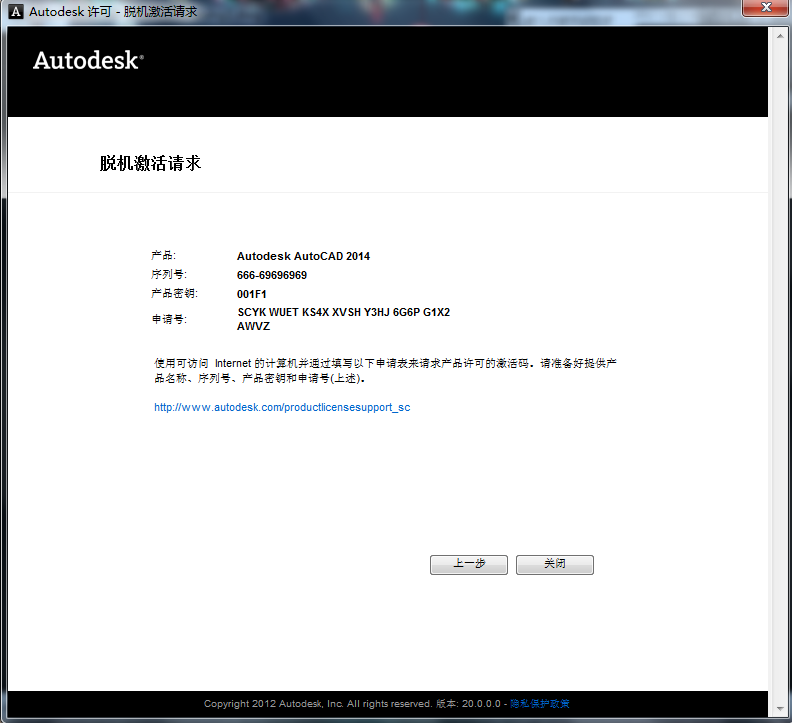 Autodesk 许可 - 脱机激活请求
Autodesk®
脱机激活请求
产品: Autodesk AutoCAD 2014
序列号: 666-69696969
产品密钥: 001F1
申请号: SCYK WUET KS4X XVSH Y3HJ 6G6P G1X2
AWVZ
使用可访问 Internet 的计算机并通过填写以下申请表来请求产品许可的激活码。请准备好提供产
品名称、序列号、产品密钥和申请号(上述)。
http://www.autodesk.com/productlicensesupport_sc
上一步 关闭
Copyright 2012 Autodesk, Inc. All rights reserved. 版本: 20.0.0.0 - 隐私保护政策